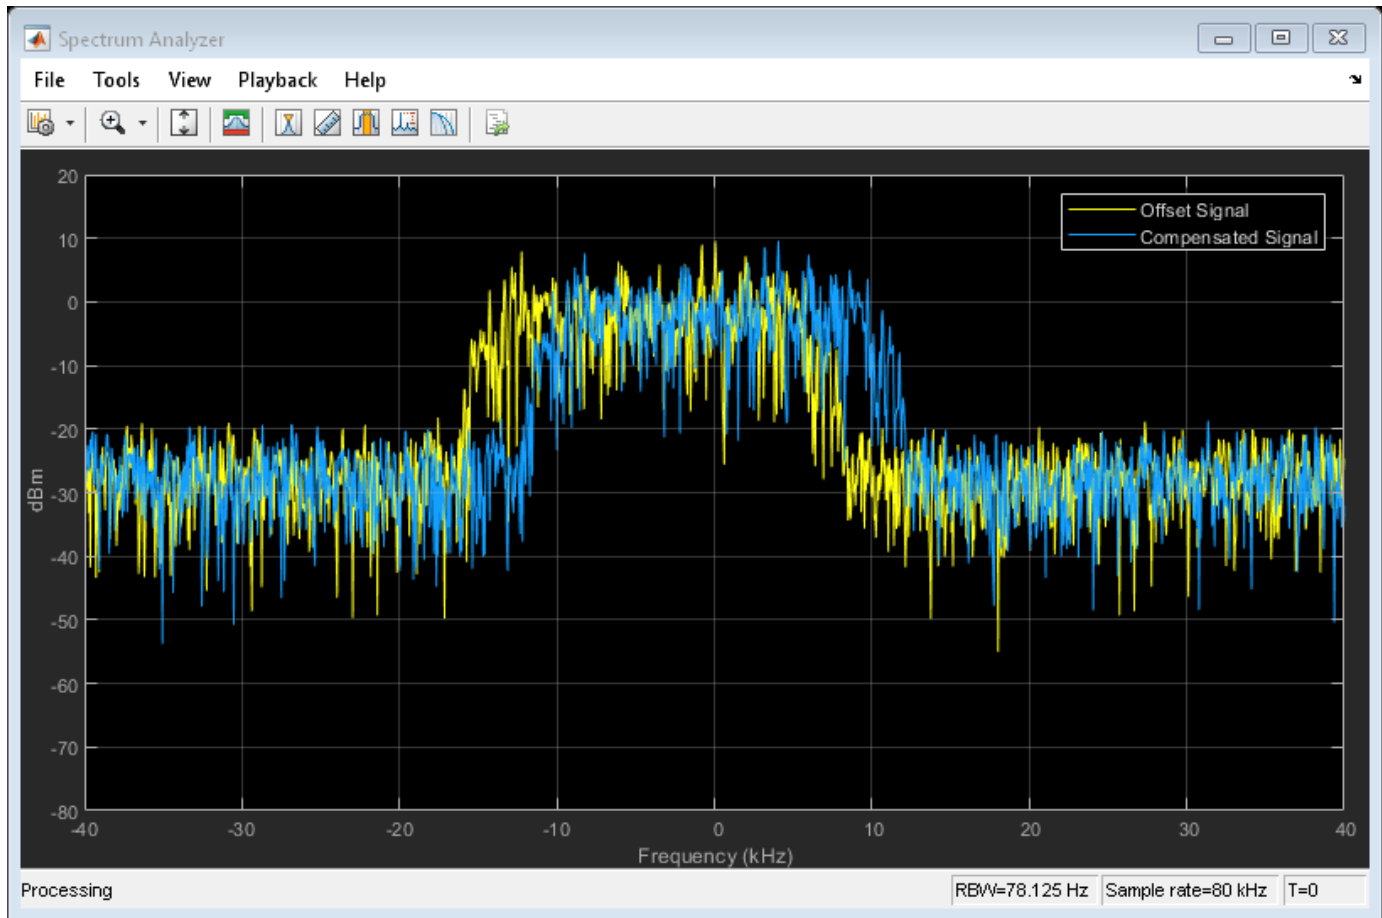 Spectrum Analyzer
File Tools View Playback Help
20
10
0
-10
-20
-30
-40
-50
-60
-70
-80
dBm
Offset Signal
Compensated Signal
-40 -30 -20 -10 0 10 20 30 40
Frequency (kHz)
Processing RBW=78.125 Hz Sample rate=80 kHz T=0